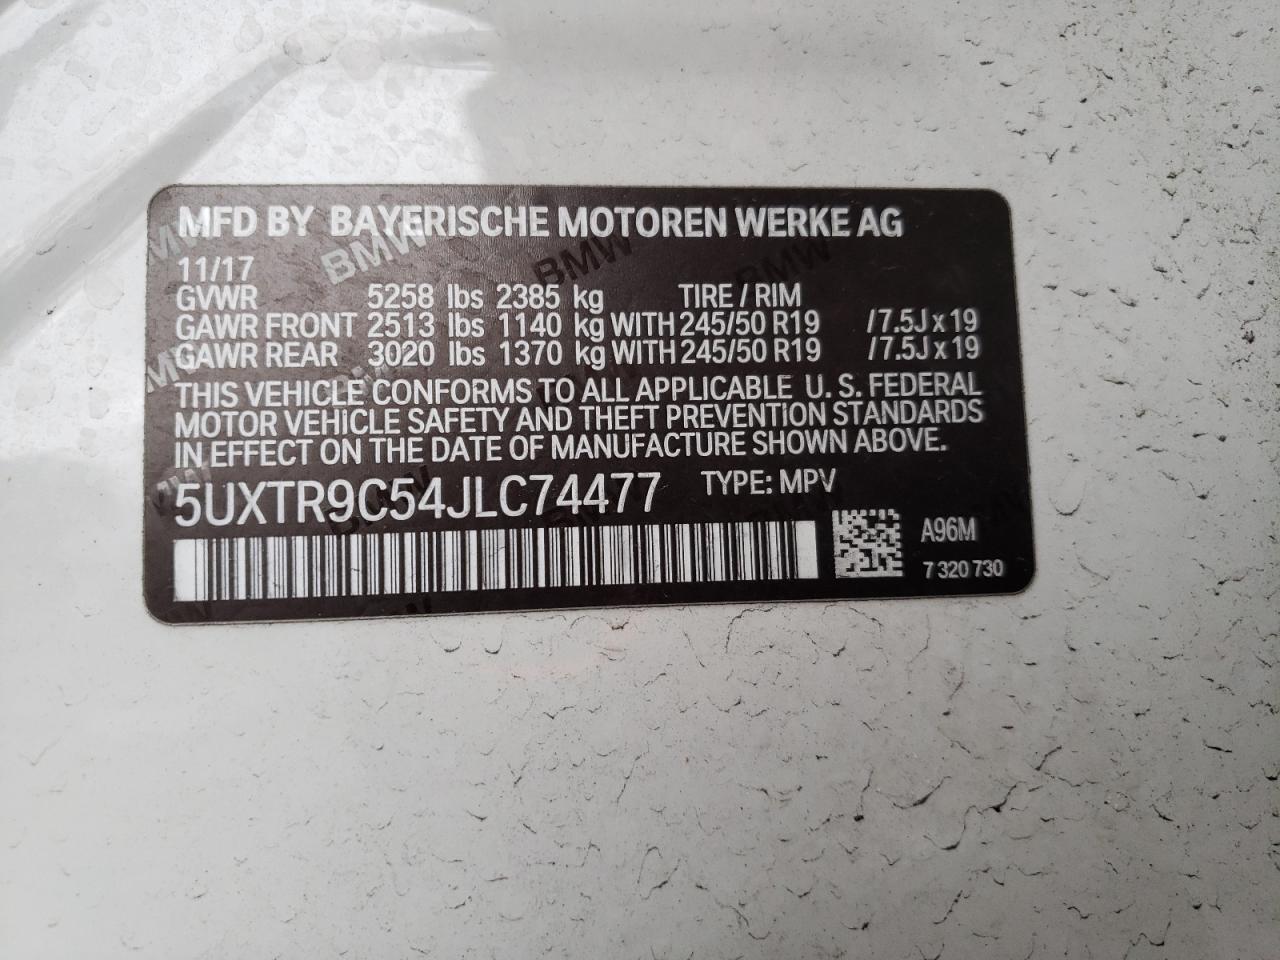 MFD BY BAYERISCHE MOTOREN WERKE AG
11/17
GVWR 5258 lbs 2385 kg TIRE / RIM
GAWR FRONT 2513 lbs 1140 kg WITH 245/50 R19 /7.5J x 19
GAWR REAR 3020 lbs 1370 kg WITH 245/50 R19 /7.5J x 19
THIS VEHICLE CONFORMS TO ALL APPLICABLE U. S. FEDERAL
MOTOR VEHICLE SAFETY AND THEFT PREVENTION STANDARDS
IN EFFECT ON THE DATE OF MANUFACTURE SHOWN ABOVE.
5UXTR9C54JLC74477 TYPE: MPV
A96M
7 320 730
BMW
BMW
BMW